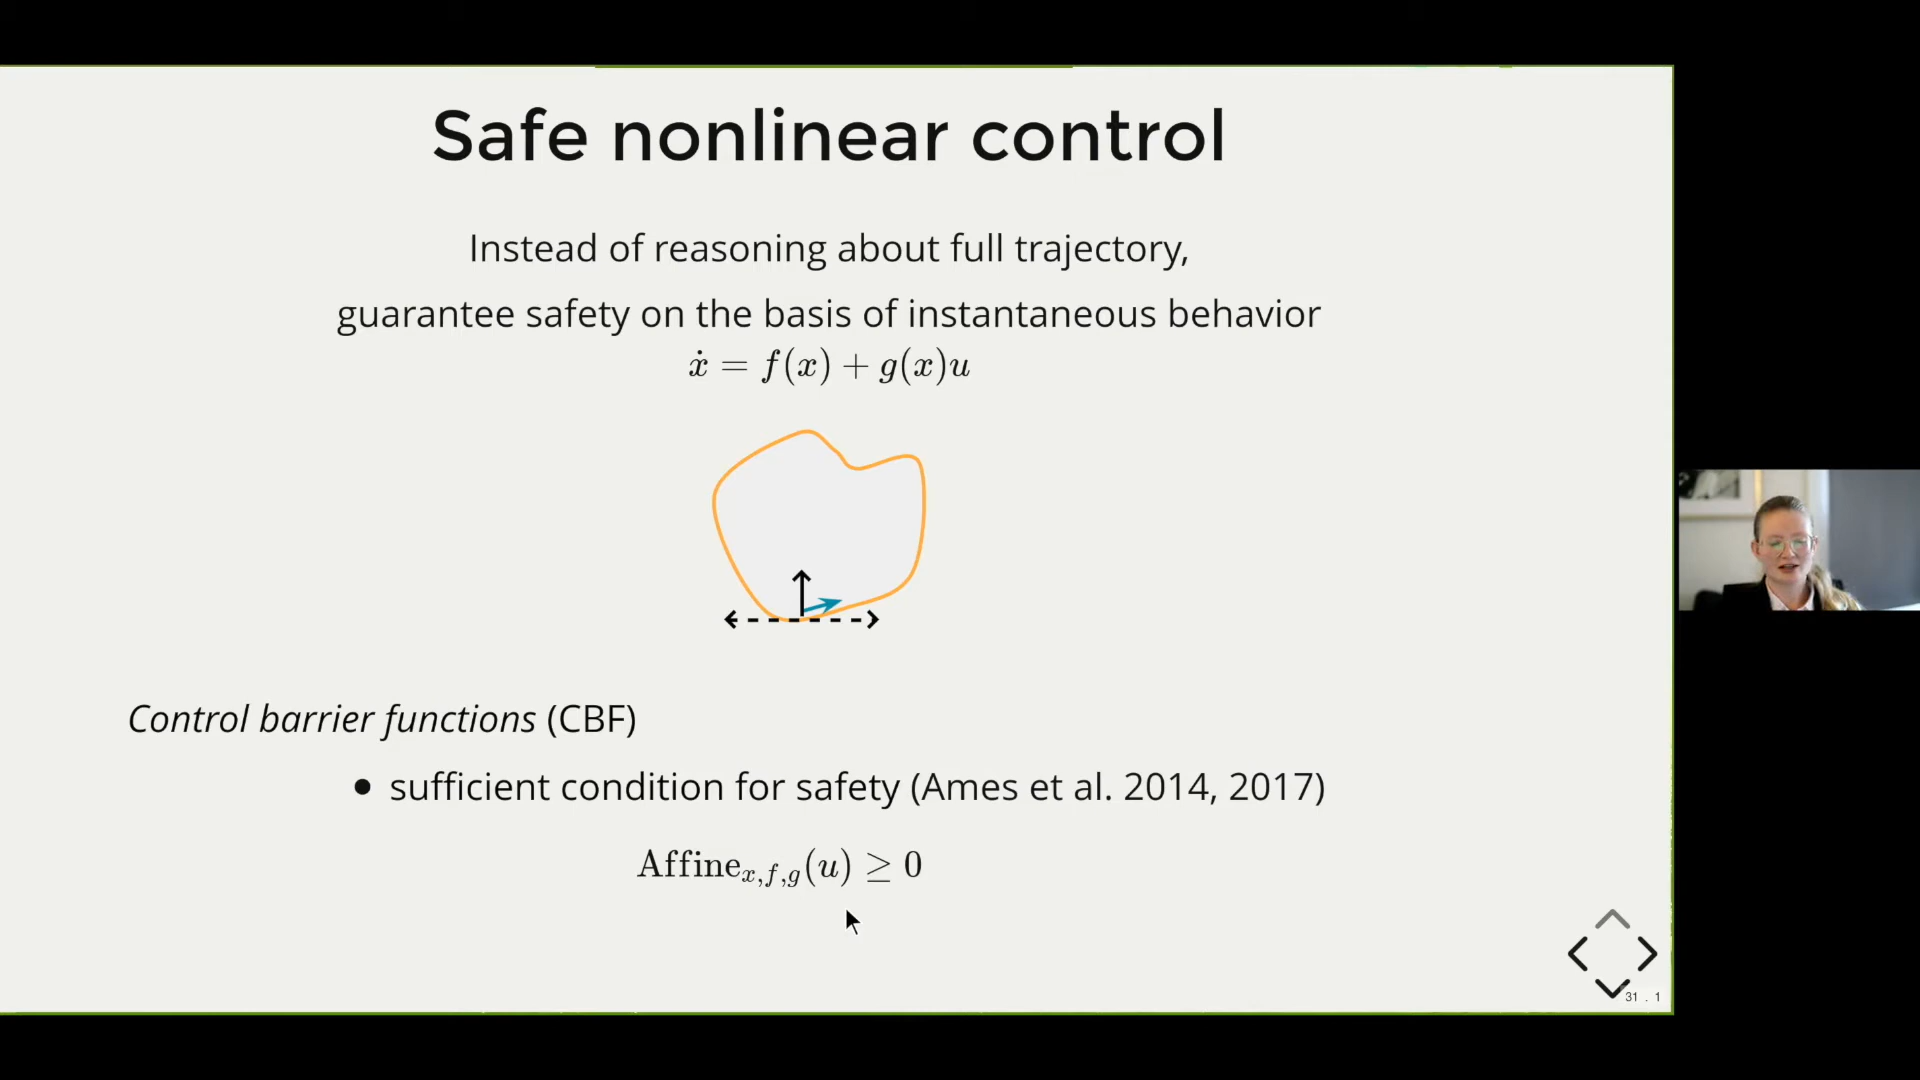 Safe nonlinear control
Instead of reasoning about full trajectory,
guarantee safety on the basis of instantaneous behavior
ẋ = f(x) + g(x)u
Control barrier functions (CBF)
• sufficient condition for safety (Ames et al. 2014, 2017)
Affine_{x,f,g}(u) ≥ 0
31 . 1